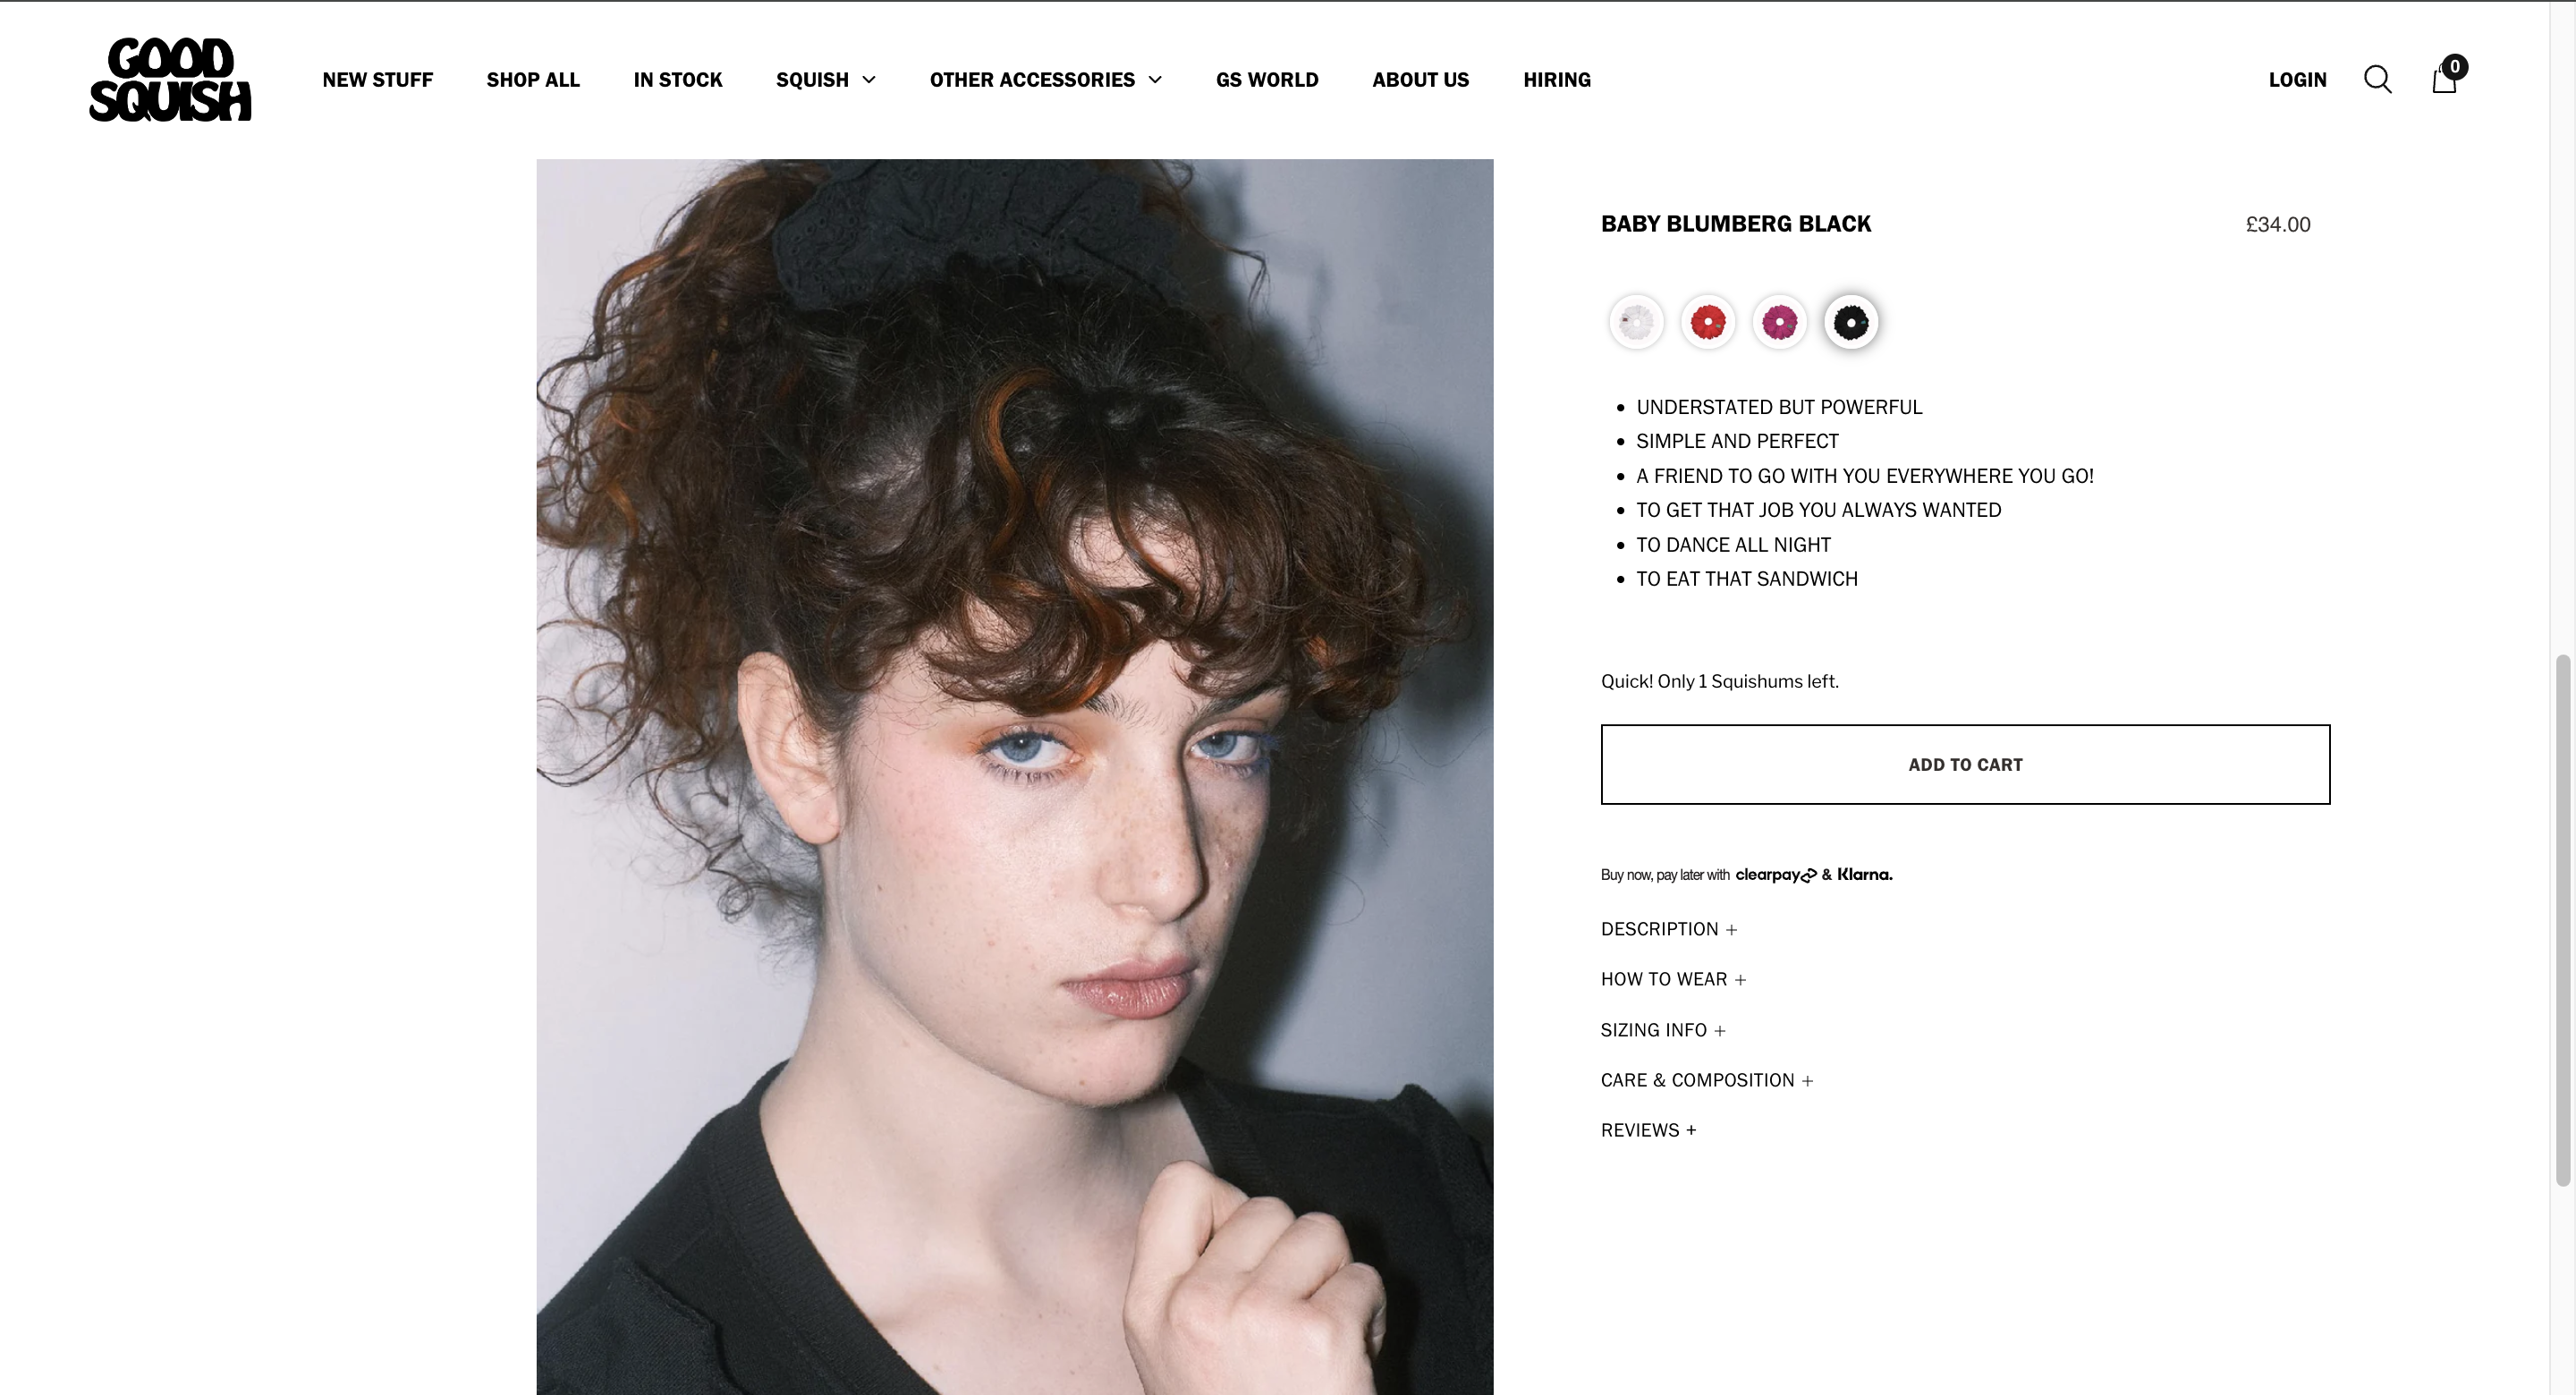 GOOD
SQUISH
NEW STUFF
SHOP ALL
IN STOCK
SQUISH
OTHER ACCESSORIES
GS WORLD
ABOUT US
HIRING
LOGIN
0
BABY BLUMBERG BLACK
£34.00
UNDERSTATED BUT POWERFUL
SIMPLE AND PERFECT
A FRIEND TO GO WITH YOU EVERYWHERE YOU GO!
TO GET THAT JOB YOU ALWAYS WANTED
TO DANCE ALL NIGHT
TO EAT THAT SANDWICH
Quick! Only 1 Squishums left.
ADD TO CART
Buy now, pay later with clearpay & Klarna.
DESCRIPTION +
HOW TO WEAR +
SIZING INFO +
CARE & COMPOSITION +
REVIEWS +